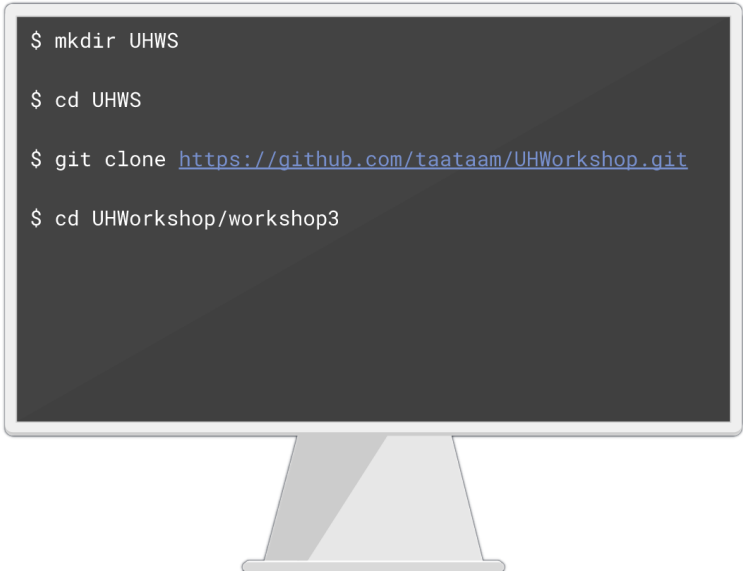 $ mkdir UHWS
$ cd UHWS
$ git clone https://github.com/taataam/UHWorkshop.git
$ cd UHWorkshop/workshop3